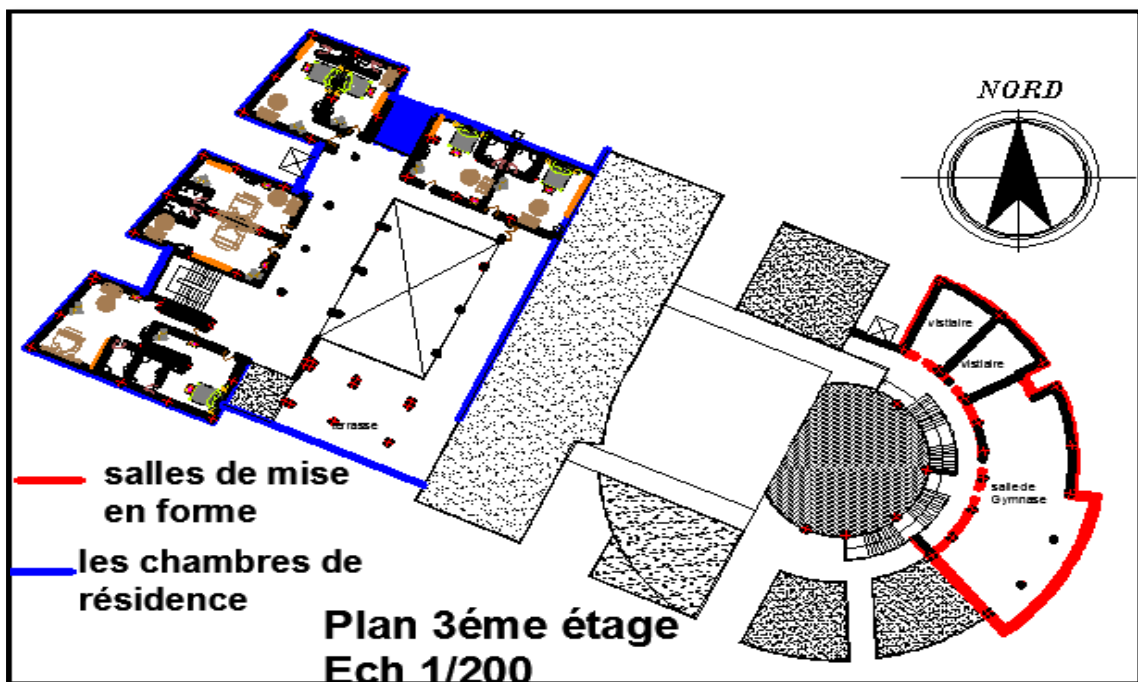 NORD
vistiaire
vistiaire
salle de
Gymnase
terrasse
salles de mise
en forme
les chambres de
résidence
Plan 3éme étage
Ech 1/200